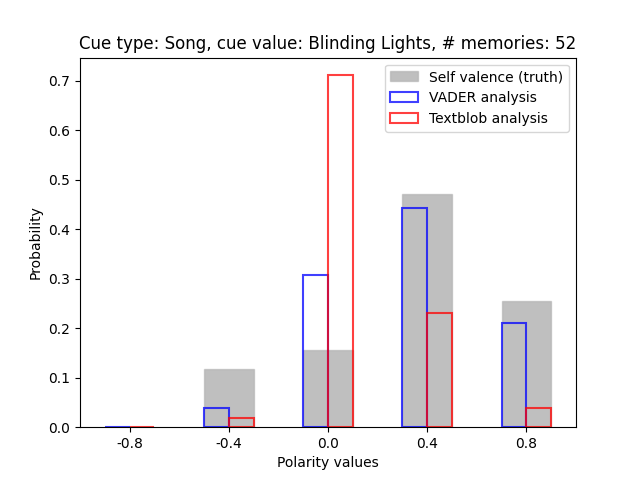 Cue type: Song, cue value: Blinding Lights, # memories: 52
Self valence (truth)
VADER analysis
Textblob analysis
Probability
0.7
0.6
0.5
0.4
0.3
0.2
0.1
0.0
-0.8 -0.4 0.0 0.4 0.8
Polarity values